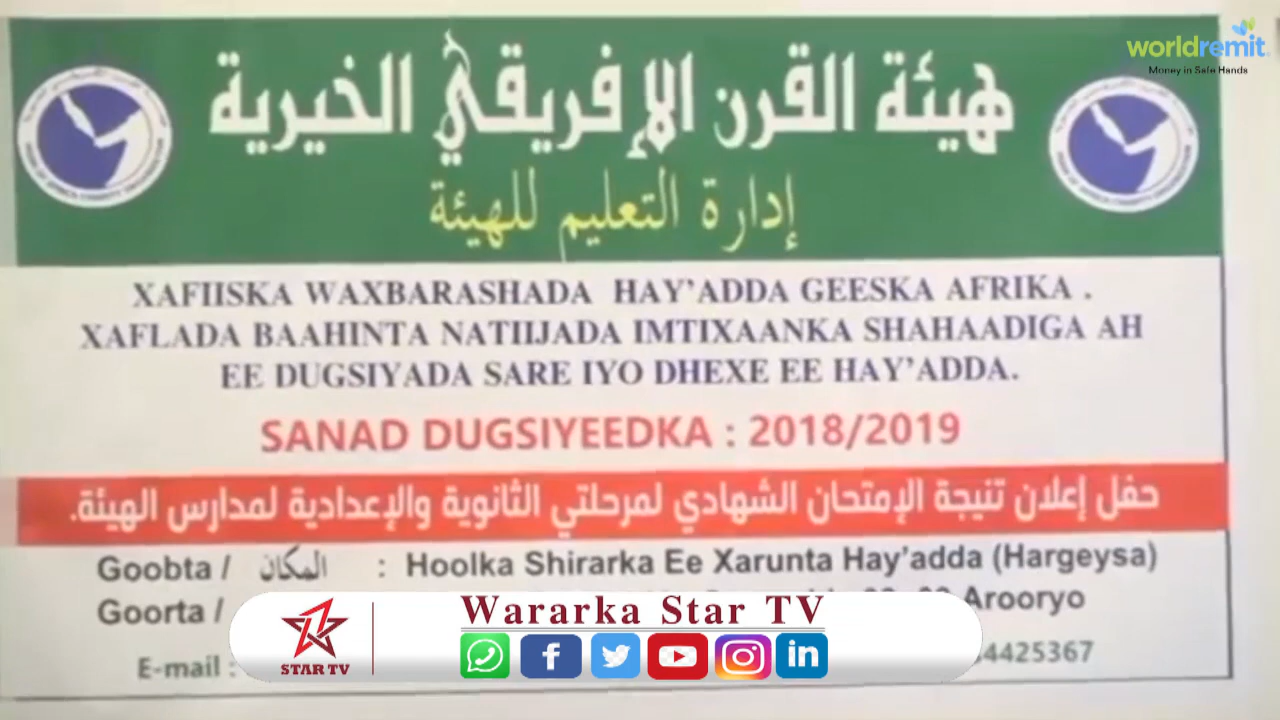 worldremit
Money in Safe Hands
هيئة القرن الإفريقي الخيرية
إدارة التعليم للهيئة
XAFIISKA WAXBARASHADA HAY'ADDA GEESKA AFRIKA .
XAFLADA BAAHINTA NATIIJADA IMTIXAANKA SHAHAADIGA AH
EE DUGSIYADA SARE IYO DHEXE EE HAY'ADDA.
SANAD DUGSIYEEDKA : 2018/2019
حفل إعلان تنيجة الإمتحان الشهادي لمرحلتي الثانوية والإعدادية لمدارس الهيئة.
Goobta / المكان : Hoolka Shirarka Ee Xarunta Hay'adda (Hargeysa)
Goorta / Arooryo
E-mail : 4425367
Wararka Star TV
STAR TV